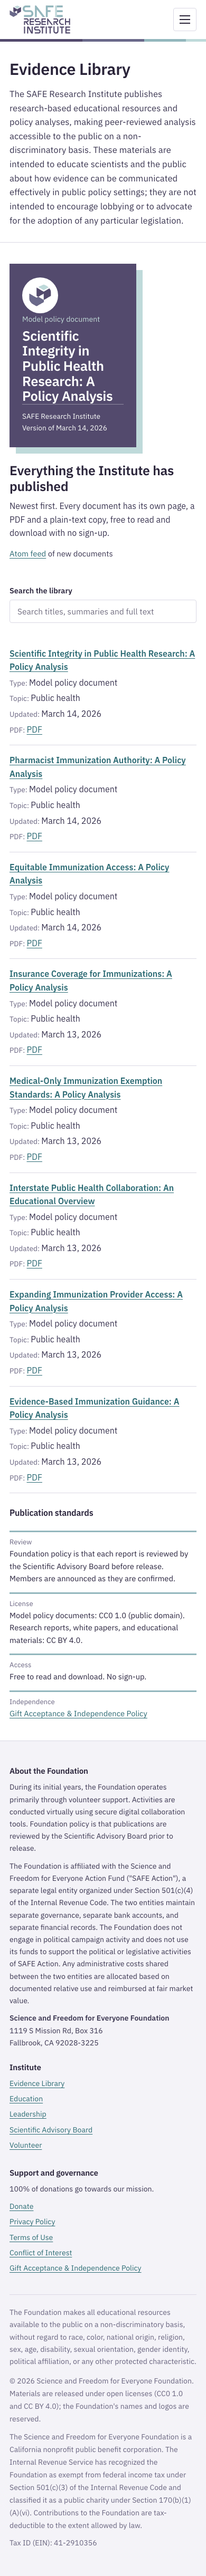 SAFE
RESEARCH
INSTITUTE
Evidence Library
The SAFE Research Institute publishes
research-based educational resources and
policy analyses, making peer-reviewed analysis
accessible to the public on a non-
discriminatory basis. These materials are
intended to educate scientists and the public
about how evidence can be communicated
effectively in public policy settings; they are not
intended to encourage lobbying or to advocate
for the adoption of any particular legislation.
Model policy document
Scientific
Integrity in
Public Health
Research: A
Policy Analysis
SAFE Research Institute
Version of March 14, 2026
Everything the Institute has
published
Newest first. Every document has its own page, a
PDF and a plain-text copy, free to read and
download with no sign-up.
Atom feed of new documents
Search the library
Search titles, summaries and full text
Scientific Integrity in Public Health Research: A
Policy Analysis
Type: Model policy document
Topic: Public health
Updated: March 14, 2026
PDF: PDF
Pharmacist Immunization Authority: A Policy
Analysis
Type: Model policy document
Topic: Public health
Updated: March 14, 2026
PDF: PDF
Equitable Immunization Access: A Policy
Analysis
Type: Model policy document
Topic: Public health
Updated: March 14, 2026
PDF: PDF
Insurance Coverage for Immunizations: A
Policy Analysis
Type: Model policy document
Topic: Public health
Updated: March 13, 2026
PDF: PDF
Medical-Only Immunization Exemption
Standards: A Policy Analysis
Type: Model policy document
Topic: Public health
Updated: March 13, 2026
PDF: PDF
Interstate Public Health Collaboration: An
Educational Overview
Type: Model policy document
Topic: Public health
Updated: March 13, 2026
PDF: PDF
Expanding Immunization Provider Access: A
Policy Analysis
Type: Model policy document
Topic: Public health
Updated: March 13, 2026
PDF: PDF
Evidence-Based Immunization Guidance: A
Policy Analysis
Type: Model policy document
Topic: Public health
Updated: March 13, 2026
PDF: PDF
Publication standards
Review
Foundation policy is that each report is reviewed by
the Scientific Advisory Board before release.
Members are announced as they are confirmed.
License
Model policy documents: CC0 1.0 (public domain).
Research reports, white papers, and educational
materials: CC BY 4.0.
Access
Free to read and download. No sign-up.
Independence
Gift Acceptance & Independence Policy
About the Foundation
During its initial years, the Foundation operates
primarily through volunteer support. Activities are
conducted virtually using secure digital collaboration
tools. Foundation policy is that publications are
reviewed by the Scientific Advisory Board prior to
release.
The Foundation is affiliated with the Science and
Freedom for Everyone Action Fund ("SAFE Action"), a
separate legal entity organized under Section 501(c)(4)
of the Internal Revenue Code. The two entities maintain
separate governance, separate bank accounts, and
separate financial records. The Foundation does not
engage in political campaign activity and does not use
its funds to support the political or legislative activities
of SAFE Action. Any administrative costs shared
between the two entities are allocated based on
documented relative use and reimbursed at fair market
value.
Science and Freedom for Everyone Foundation
1119 S Mission Rd, Box 316
Fallbrook, CA 92028-3225
Institute
Evidence Library
Education
Leadership
Scientific Advisory Board
Volunteer
Support and governance
100% of donations go towards our mission.
Donate
Privacy Policy
Terms of Use
Conflict of Interest
Gift Acceptance & Independence Policy
The Foundation makes all educational resources
available to the public on a non-discriminatory basis,
without regard to race, color, national origin, religion,
sex, age, disability, sexual orientation, gender identity,
political affiliation, or any other protected characteristic.
© 2026 Science and Freedom for Everyone Foundation.
Materials are released under open licenses (CC0 1.0
and CC BY 4.0); the Foundation's names and logos are
reserved.
The Science and Freedom for Everyone Foundation is a
California nonprofit public benefit corporation. The
Internal Revenue Service has recognized the
Foundation as exempt from federal income tax under
Section 501(c)(3) of the Internal Revenue Code and
classified it as a public charity under Section 170(b)(1)
(A)(vi). Contributions to the Foundation are tax-
deductible to the extent allowed by law.
Tax ID (EIN): 41-2910356